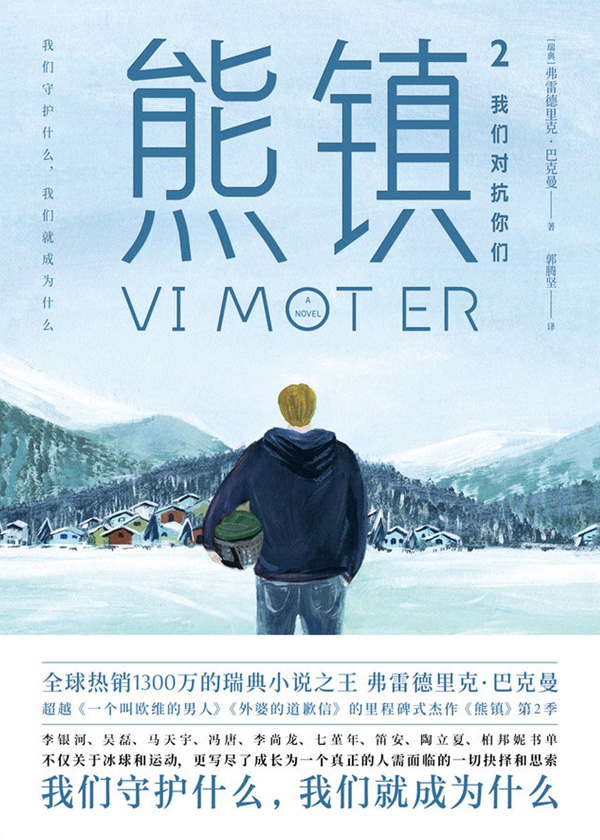 熊镇
2 我们对抗你们
[瑞典]弗雷德里克·巴克曼——著
郭腾坚——译
我们守护什么，我们就成为什么
VI MOT ER
A
NOVEL
全球热销1300万的瑞典小说之王 弗雷德里克·巴克曼
超越《一个叫欧维的男人》《外婆的道歉信》的里程碑式杰作《熊镇》第2季
李银河、吴磊、马天宇、冯唐、李尚龙、七堇年、笛安、陶立夏、柏邦妮书单
不仅关于冰球和运动，更写尽了成长为一个真正的人需面临的一切抉择和思索
我们守护什么，我们就成为什么